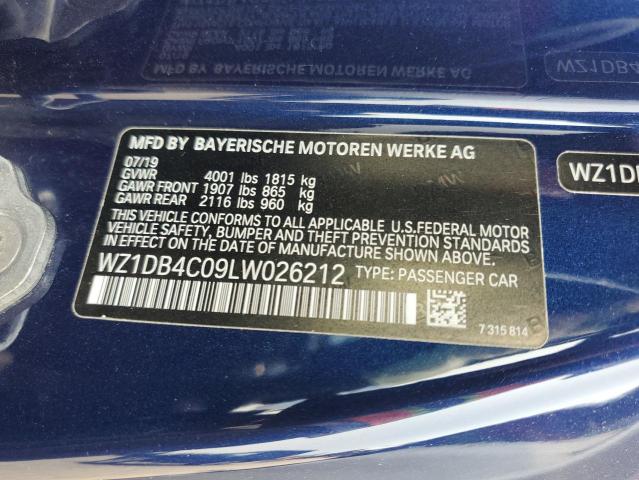 MFD BY BAYERISCHE MOTOREN WERKE AG
WZ1DB4
MFD BY BAYERISCHE MOTOREN WERKE AG
07/19
GVWR 4001 lbs 1815 kg
GAWR FRONT 1907 lbs 865 kg
GAWR REAR 2116 lbs 960 kg
THIS VEHICLE CONFORMS TO ALL APPLICABLE U.S.FEDERAL MOTOR
VEHICLE SAFETY, BUMPER AND THEFT PREVENTION STANDARDS
IN EFFECT ON THE DATE OF MANUFACTURE SHOWN ABOVE.
WZ1DB4C09LW026212 TYPE: PASSENGER CAR
7 315 814
WZ1D